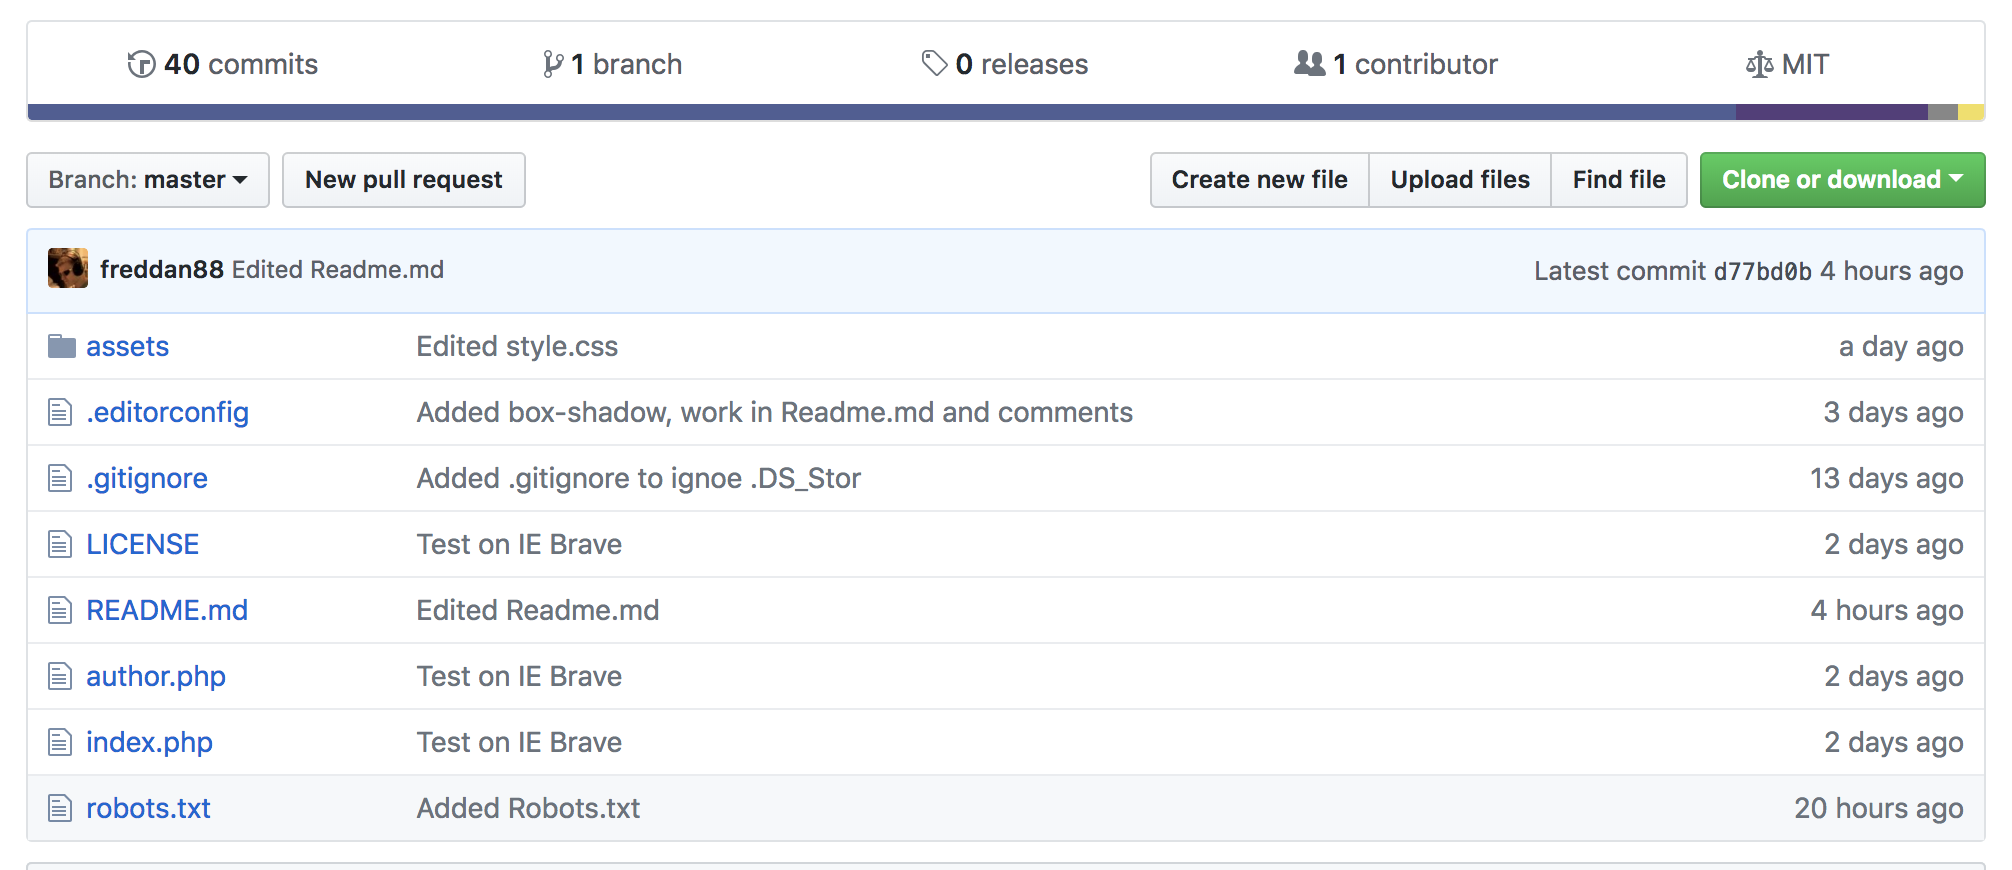 40 commits 1 branch 0 releases 1 contributor MIT
Branch: master New pull request Create new file Upload files Find file Clone or download
freddan88 Edited Readme.md Latest commit d77bd0b 4 hours ago
assets Edited style.css a day ago
.editorconfig Added box-shadow, work in Readme.md and comments 3 days ago
.gitignore Added .gitignore to ignoe .DS_Stor 13 days ago
LICENSE Test on IE Brave 2 days ago
README.md Edited Readme.md 4 hours ago
author.php Test on IE Brave 2 days ago
index.php Test on IE Brave 2 days ago
robots.txt Added Robots.txt 20 hours ago